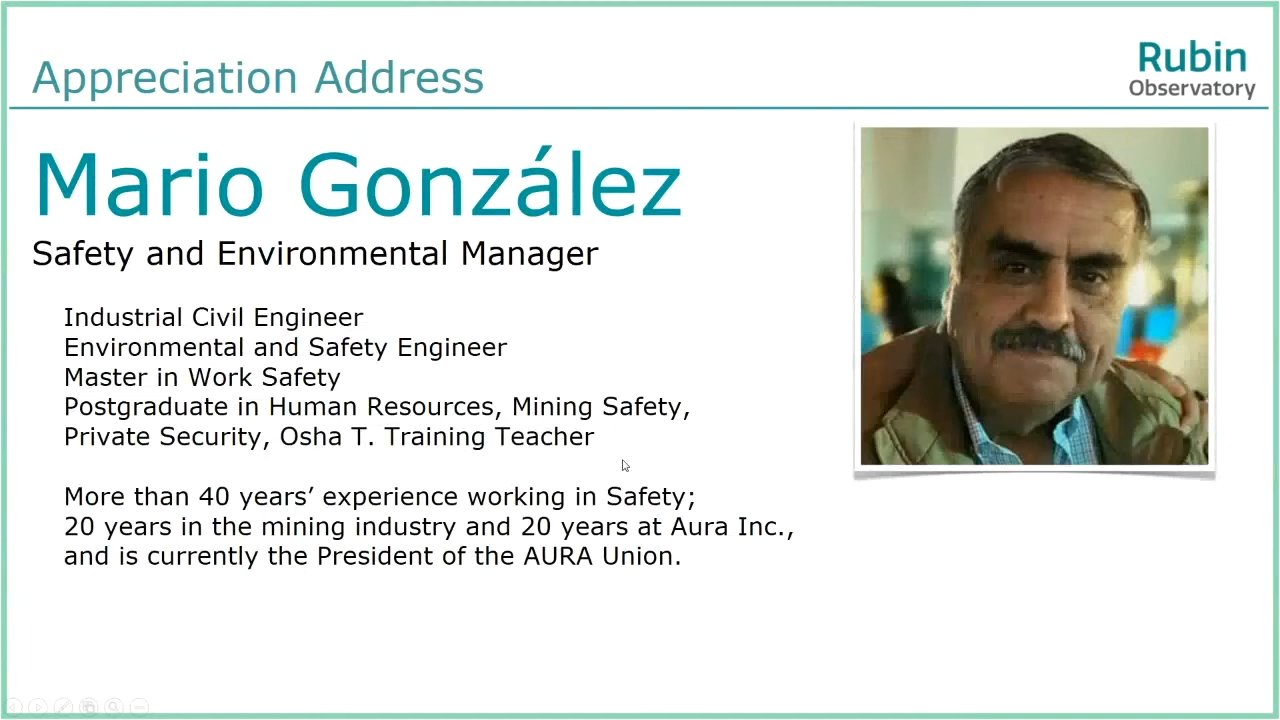 Appreciation Address
Rubin
Observatory
Mario González
Safety and Environmental Manager
Industrial Civil Engineer
Environmental and Safety Engineer
Master in Work Safety
Postgraduate in Human Resources, Mining Safety,
Private Security, Osha T. Training Teacher
More than 40 years’ experience working in Safety;
20 years in the mining industry and 20 years at Aura Inc.,
and is currently the President of the AURA Union.